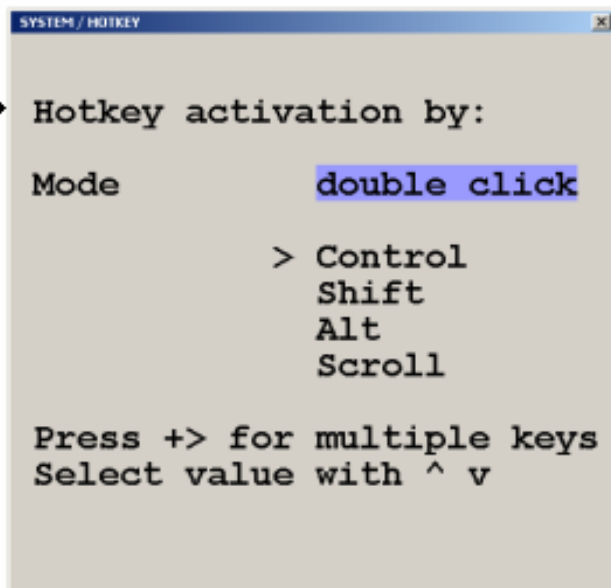 SYSTEM / HOTKEY
Hotkey activation by:
Mode double click
> Control
Shift
Alt
Scroll
Press +> for multiple keys
Select value with ^ v